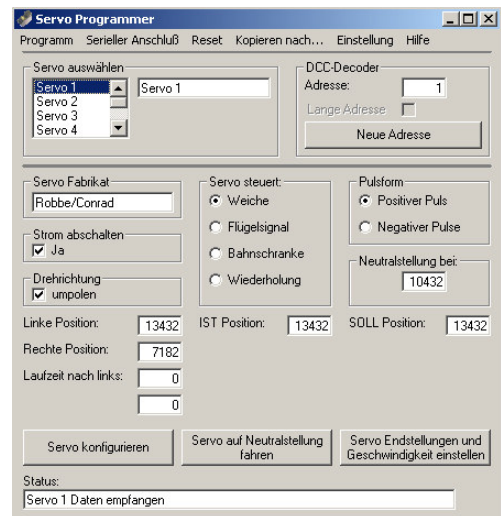 Servo Programmer
Programm Serieller Anschluß Reset Kopieren nach... Einstellung Hilfe
Servo auswählen
Servo 1
Servo 2
Servo 3
Servo 4
Servo 1
DCC-Decoder
Adresse:
1
Lange Adresse
Neue Adresse
Servo Fabrikat
Robbe/Conrad
Strom abschalten
Ja
Drehrichtung
umpolen
Servo steuert:
Weiche
Flügelsignal
Bahnschranke
Wiederholung
Pulsform
Positiver Puls
Negativer Pulse
Neutralstellung bei:
10432
Linke Position: 13432
IST Position: 13432
SOLL Position: 13432
Rechte Position: 7182
Laufzeit nach links: 0
0
Servo konfigurieren
Servo auf Neutralstellung
fahren
Servo Endstellungen und
Geschwindigkeit einstellen
Status:
Servo 1 Daten empfangen